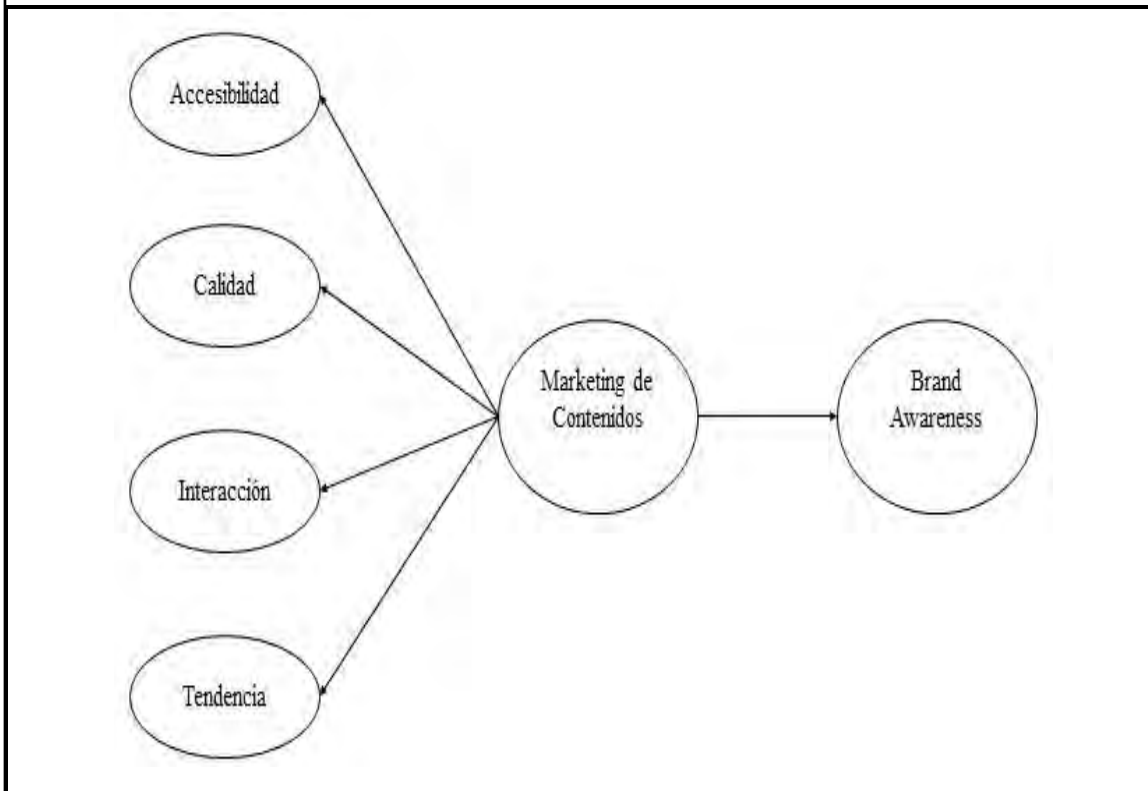 Accesibilidad
Calidad
Interacción
Tendencia
Marketing de
Contenidos
Brand
Awareness